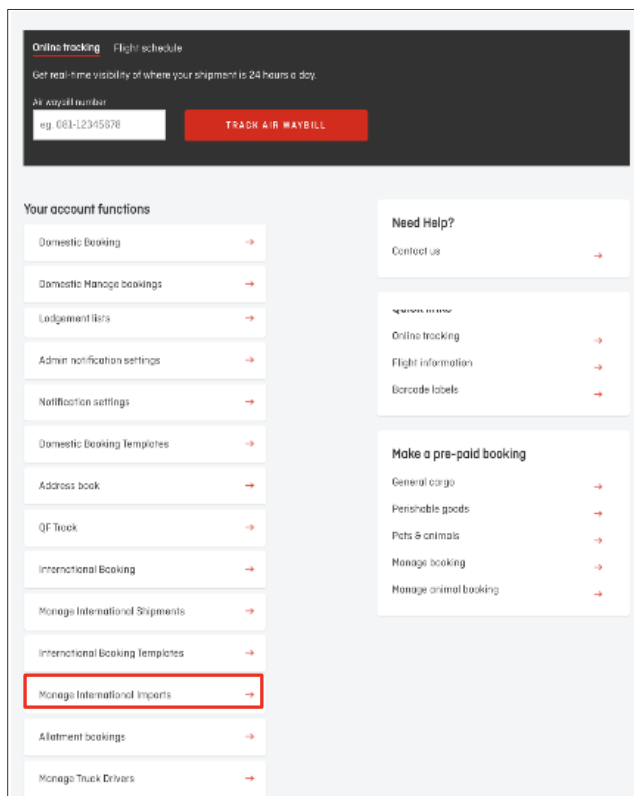 Online tracking Flight schedule
Get real-time visibility of where your shipment is 24 hours a day.
Air waybill number
eg. 081-12345678
TRACK AIR WAYBILL
Your account functions
Domestic Booking
Domestic Manage bookings
Lodgement lists
Admin notification settings
Notification settings
Domestic Booking Templates
Address book
QF Track
International Booking
Manage International Shipments
International Booking Templates
Manage International Imports
Allotment bookings
Manage Truck Drivers
Need Help?
Contact us
Online tracking
Flight information
Barcode labels
Make a pre-paid booking
General cargo
Perishable goods
Pets & animals
Manage booking
Manage animal booking